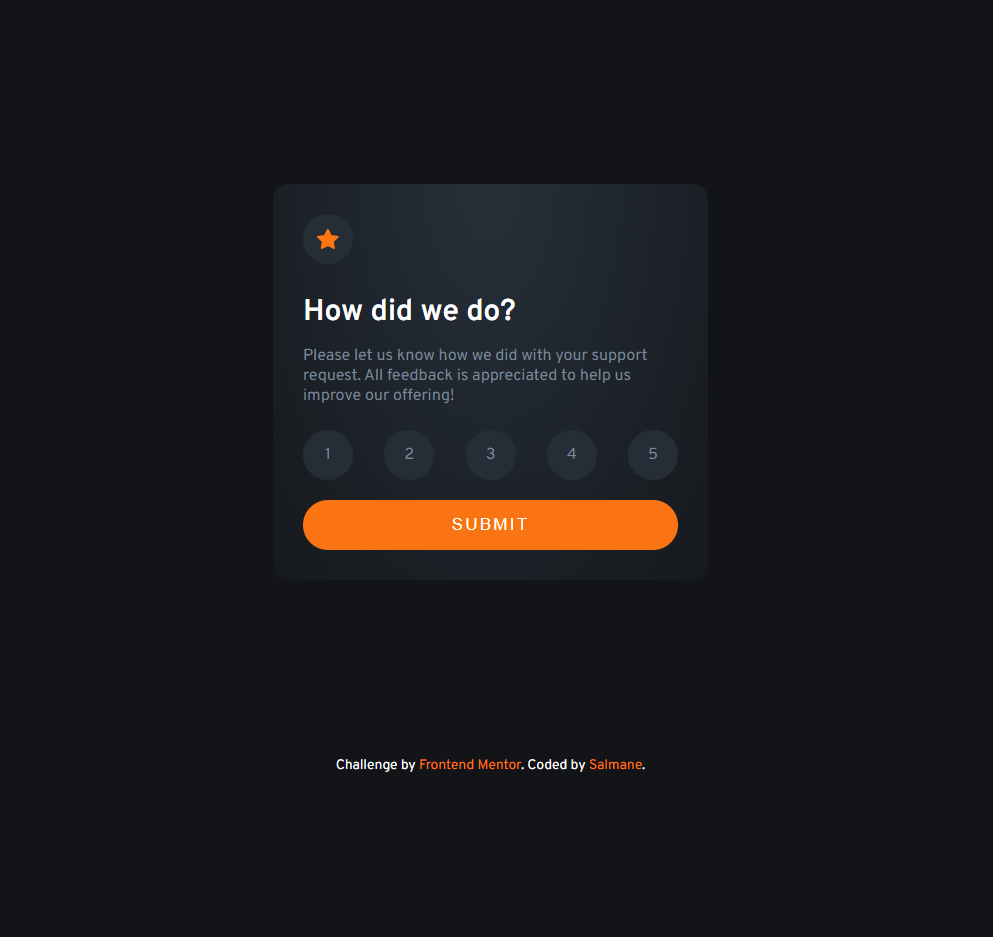 How did we do?
Please let us know how we did with your support
request. All feedback is appreciated to help us
improve our offering!
1 2 3 4 5
SUBMIT
Challenge by Frontend Mentor. Coded by Salmane.